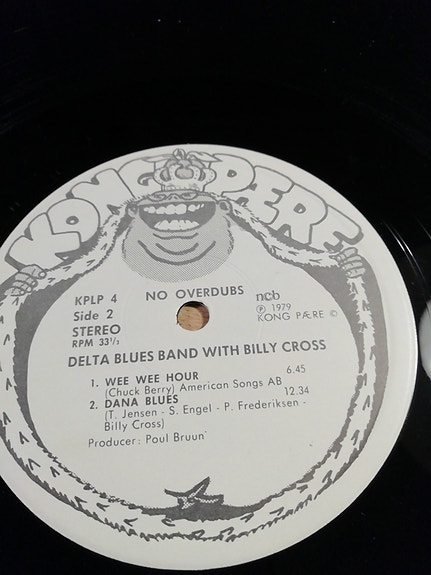 KONG PÆRE
KPLP 4
Side 2
STEREO
RPM 33⅓
NO OVERDUBS
ncb
Ⓟ 1979
KONG PÆRE ©
DELTA BLUES BAND WITH BILLY CROSS
1. WEE WEE HOUR 6.45
(Chuck Berry) American Songs AB
2. DANA BLUES 12.34
(T. Jensen - S. Engel - P. Frederiksen -
Billy Cross)
Producer: Poul Bruun